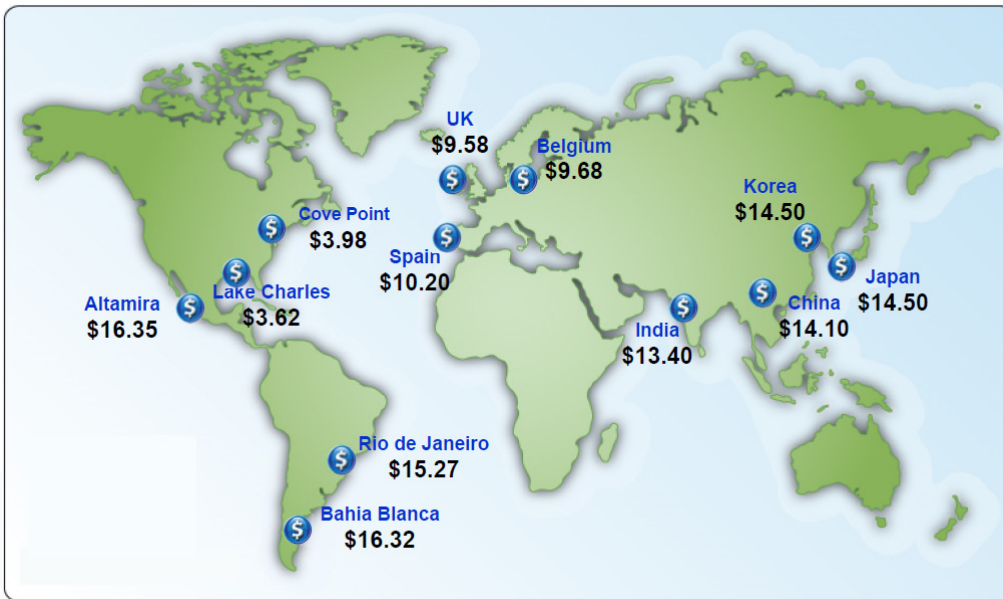 UK
$9.58
Belgium
$9.68
Korea
$14.50
Cove Point
$3.98
Spain
$10.20
Japan
$14.50
Altamira
$16.35
Lake Charles
$3.62
China
$14.10
India
$13.40
Rio de Janeiro
$15.27
Bahia Blanca
$16.32